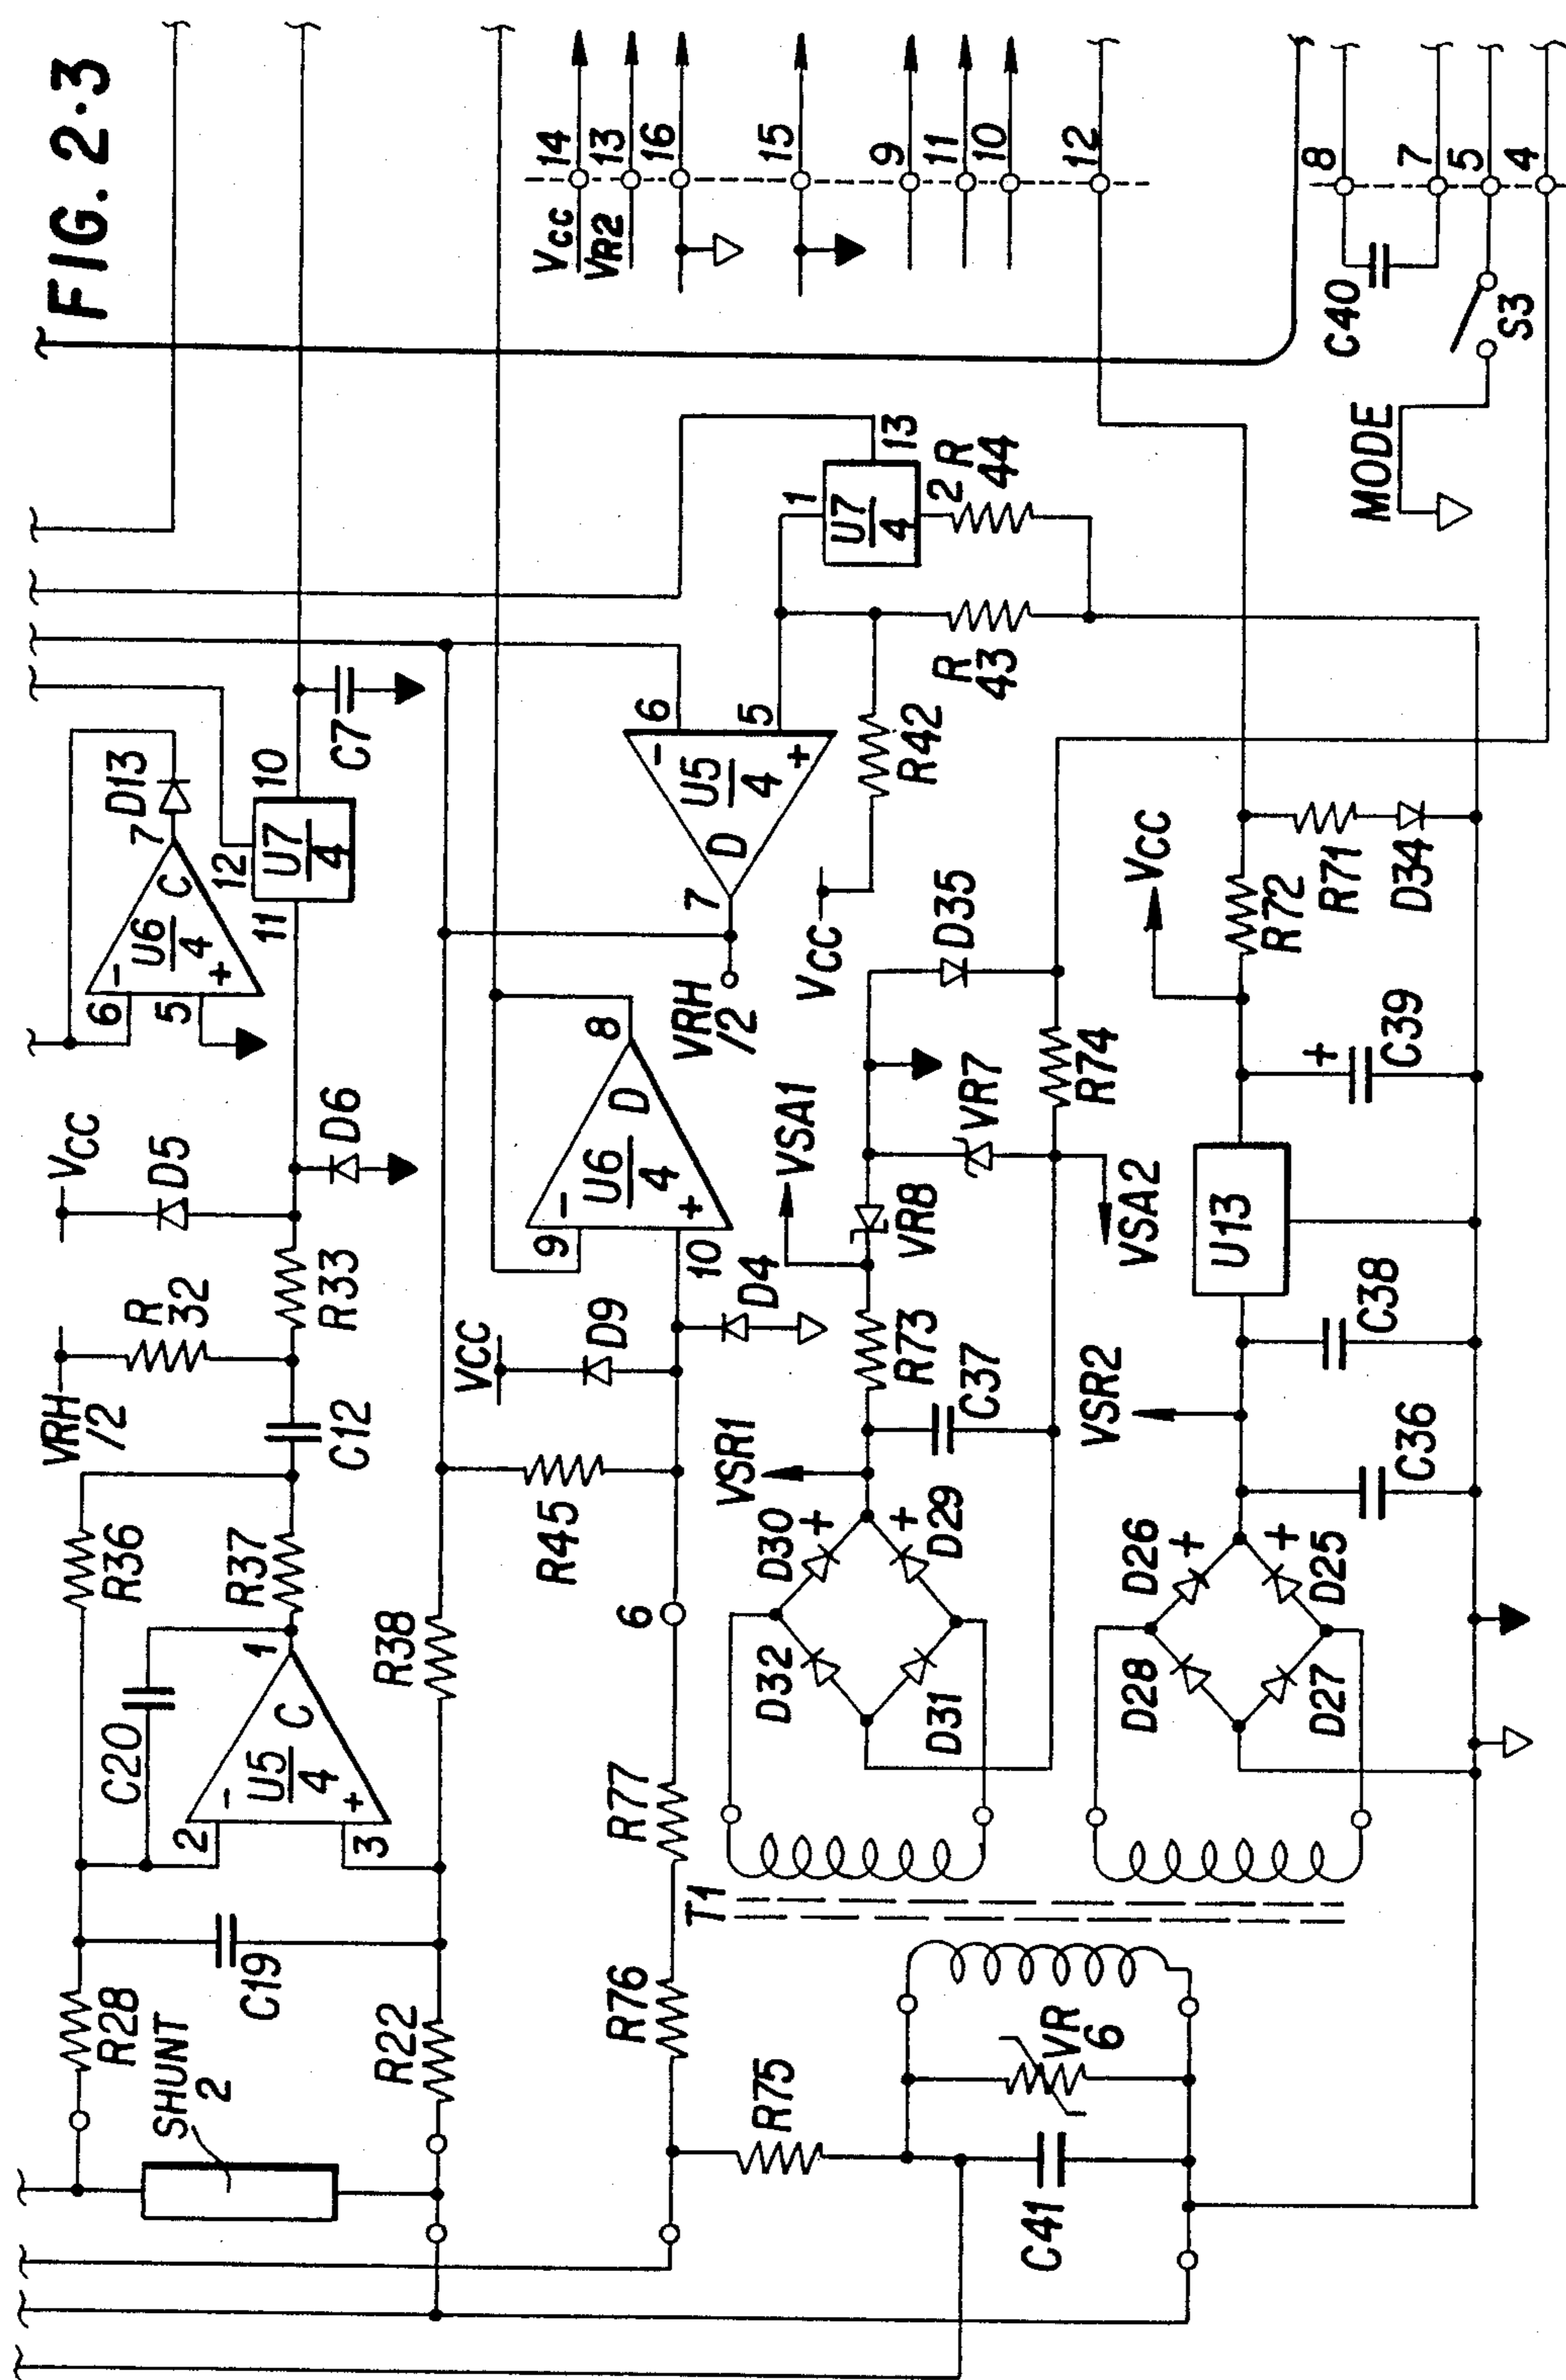 FIG. 2·3
SHUNT
2
R28
C19
R22
C20
2
3
U5
4
C
-
+
1
R36
R37
R38
VRH
/2
C12
R
32
R33
VCC
D5
D6
6
5
U6
4
C
-
+
7
D13
11
12
U7
4
10
C7
R76
R77
6
R45
VCC
D9
D4
9
10
U6
4
D
-
+
8
VRH
/2
7
D
U5
4
-
+
6
5
VCC
R42
R
43
1
U7
4
2
13
R
44
R75
C41
VR
6
T1
D32
D31
D30
D29
+
+
VSR1
C37
R73
VSA1
VR8
VR7
VSA2
D35
R74
D28
D27
D26
D25
+
+
VSR2
C36
C38
U13
C39
+
VCC
R72
R71
D34
VCC 14
VR2 13
16
15
9
11
10
12
8
7
5
4
C40
MODE
S3